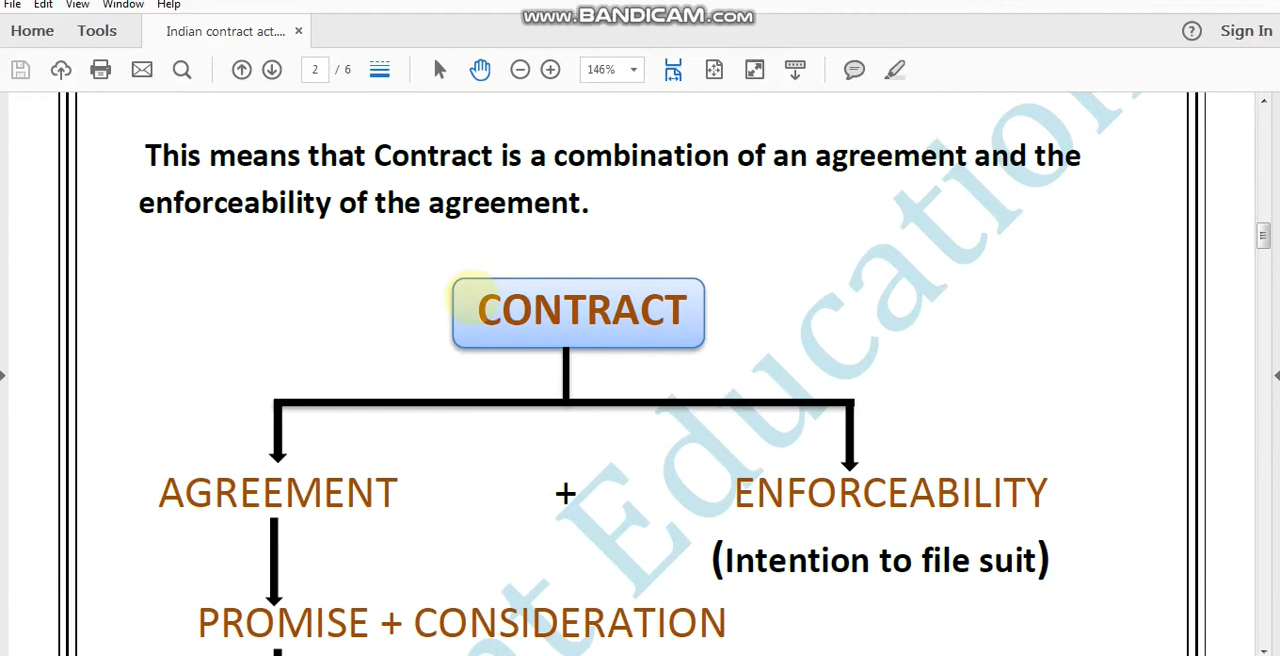 File Edit View Window Help
www.BANDICAM.com
Home Tools Indian contract act.... × Sign In
2 / 6 146%
This means that Contract is a combination of an agreement and the
enforceability of the agreement.
CONTRACT
AGREEMENT + ENFORCEABILITY
(Intention to file suit)
PROMISE + CONSIDERATION
Education